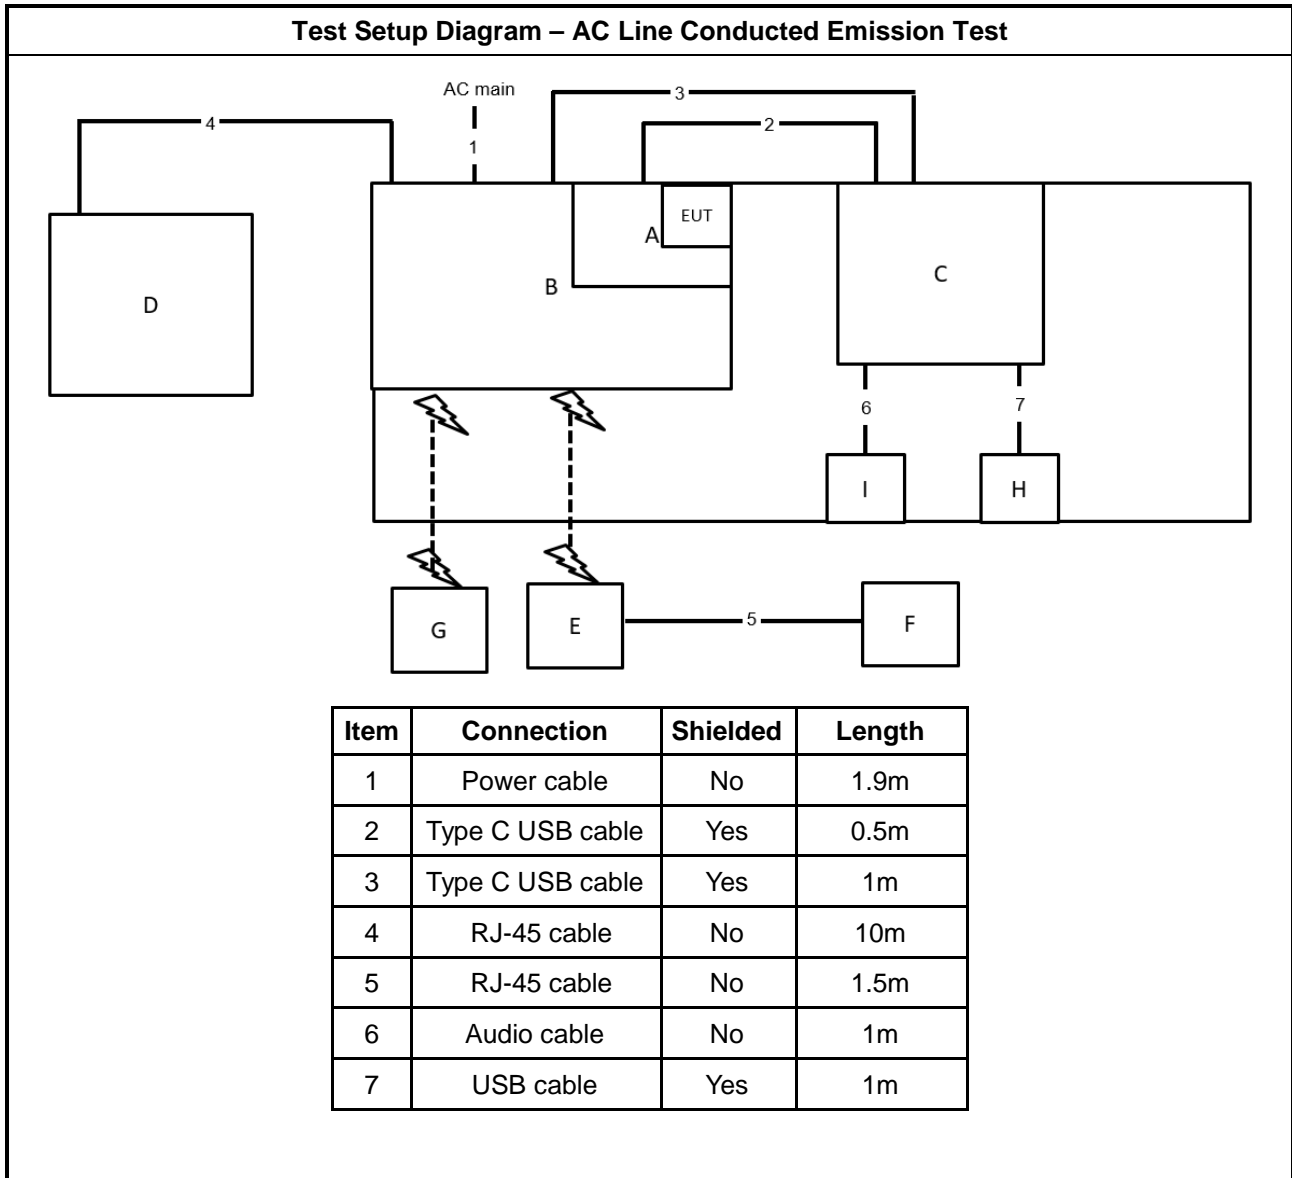 Test Setup Diagram – AC Line Conducted Emission Test
AC main
3
4
2
1
EUT
A
B
C
D
6
7
I
H
G
E
5
F
Item Connection Shielded Length
1 Power cable No 1.9m
2 Type C USB cable Yes 0.5m
3 Type C USB cable Yes 1m
4 RJ-45 cable No 10m
5 RJ-45 cable No 1.5m
6 Audio cable No 1m
7 USB cable Yes 1m